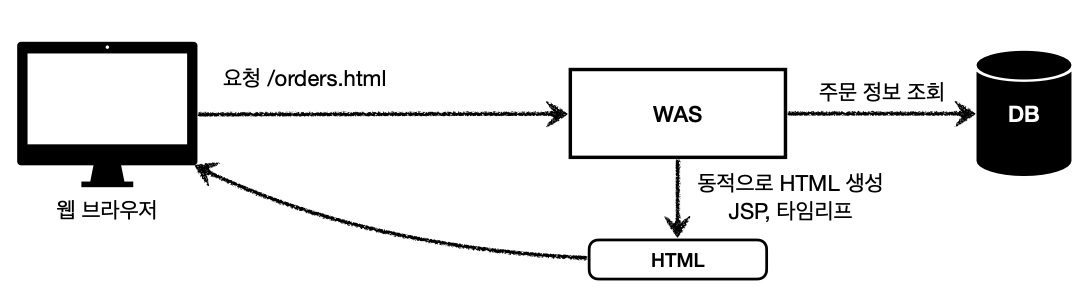 요청 /orders.html
WAS
주문 정보 조회
DB
웹 브라우저
동적으로 HTML 생성
JSP, 타임리프
HTML